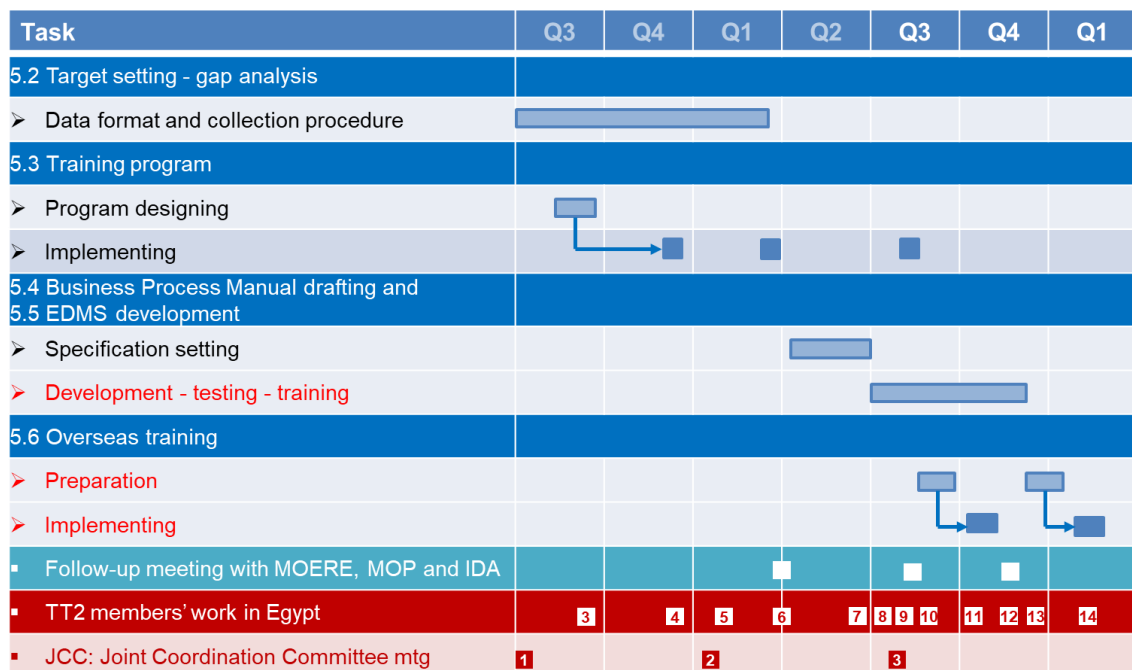 Task Q3 Q4 Q1 Q2 Q3 Q4 Q1
5.2 Target setting - gap analysis
➢ Data format and collection procedure
5.3 Training program
➢ Program designing
➢ Implementing
5.4 Business Process Manual drafting and
5.5 EDMS development
➢ Specification setting
➢ Development - testing - training
5.6 Overseas training
➢ Preparation
➢ Implementing
▪ Follow-up meeting with MOERE, MOP and IDA
▪ TT2 members' work in Egypt 3 4 5 6 7 8 9 10 11 12 13 14
▪ JCC: Joint Coordination Committee mtg 1 2 3